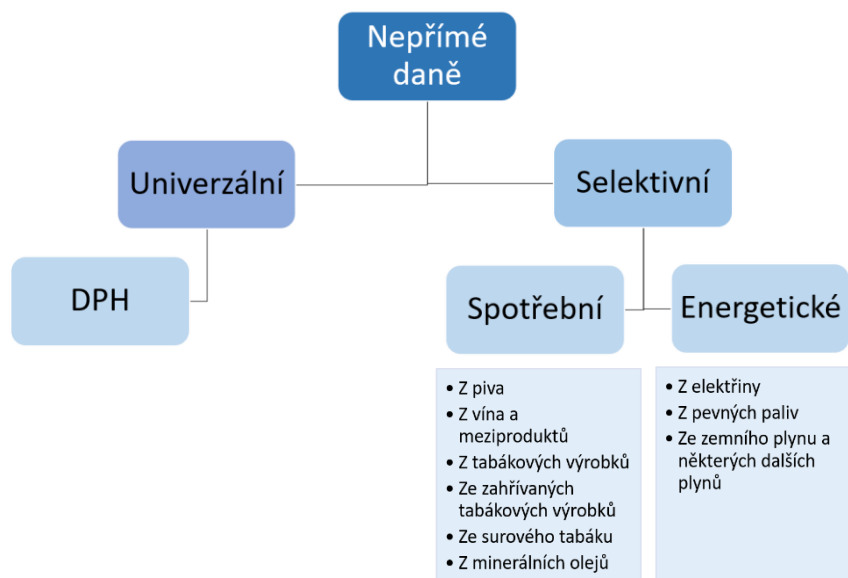 Nepřímé
daně
Univerzální
Selektivní
DPH
Spotřební
Energetické
• Z piva
• Z vína a
meziproduktů
• Z tabákových výrobků
• Ze zahřívaných
tabákových výrobků
• Ze surového tabáku
• Z minerálních olejů
• Z elektřiny
• Z pevných paliv
• Ze zemního plynu a
některých dalších
plynů